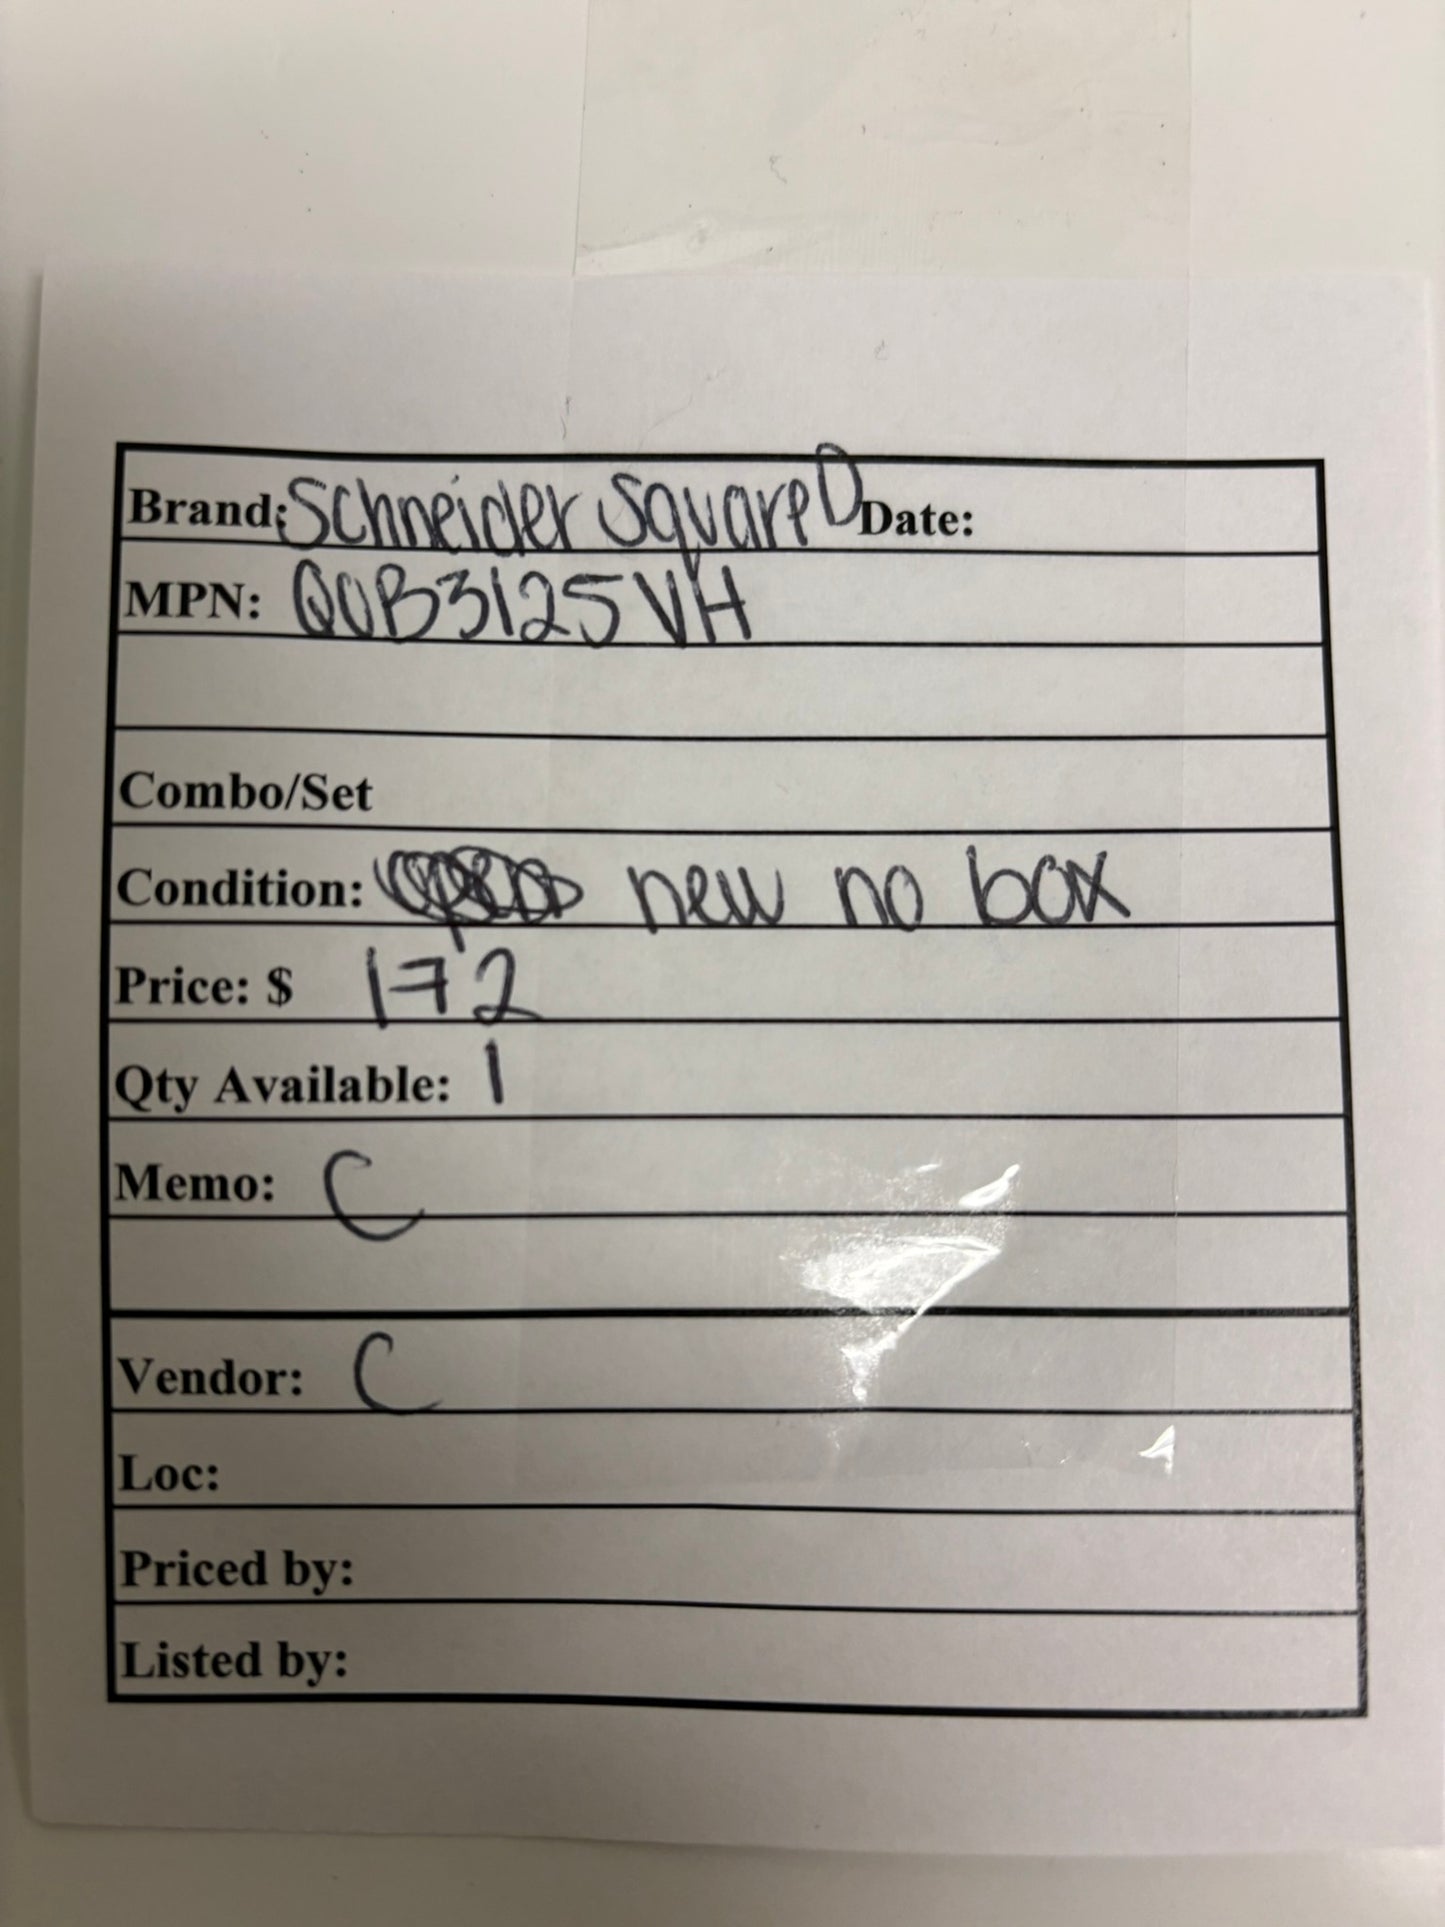 Brand: Schneider Square D Date:
MPN: QOB3125VH
Combo/Set
Condition: new no box
Price: $ 172
Qty Available: 1
Memo: C
Vendor: C
Loc:
Priced by:
Listed by: